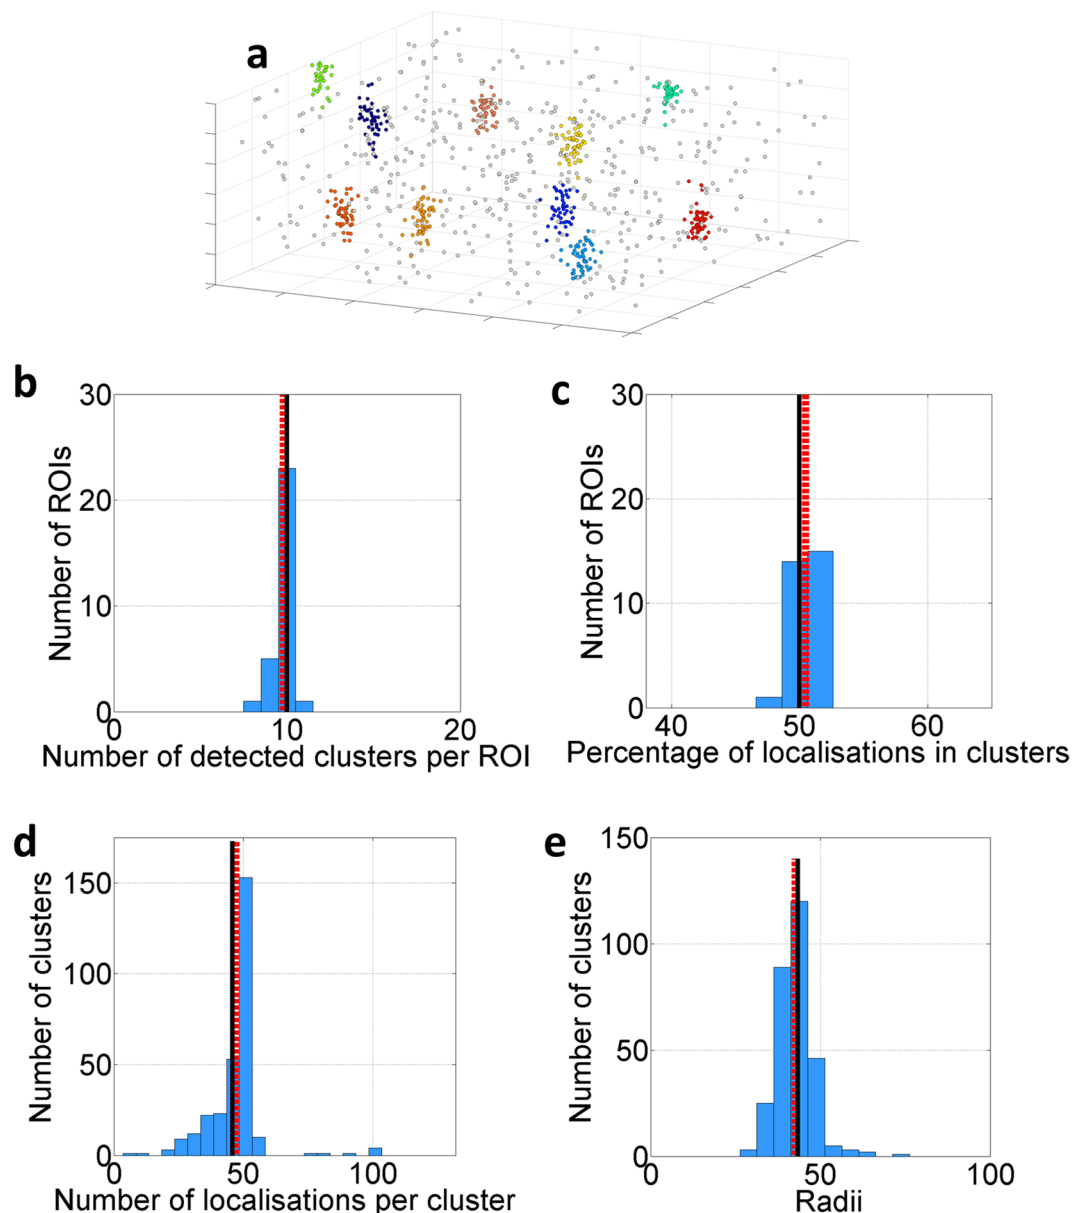 a
b
30
20
10
0
0
10
20
Number of ROIs
Number of detected clusters per ROI
c
30
20
10
0
40
50
60
Number of ROIs
Percentage of localisations in clusters
d
150
100
50
0
0
50
100
Number of clusters
Number of localisations per cluster
e
150
100
50
0
0
50
100
Number of clusters
Radii